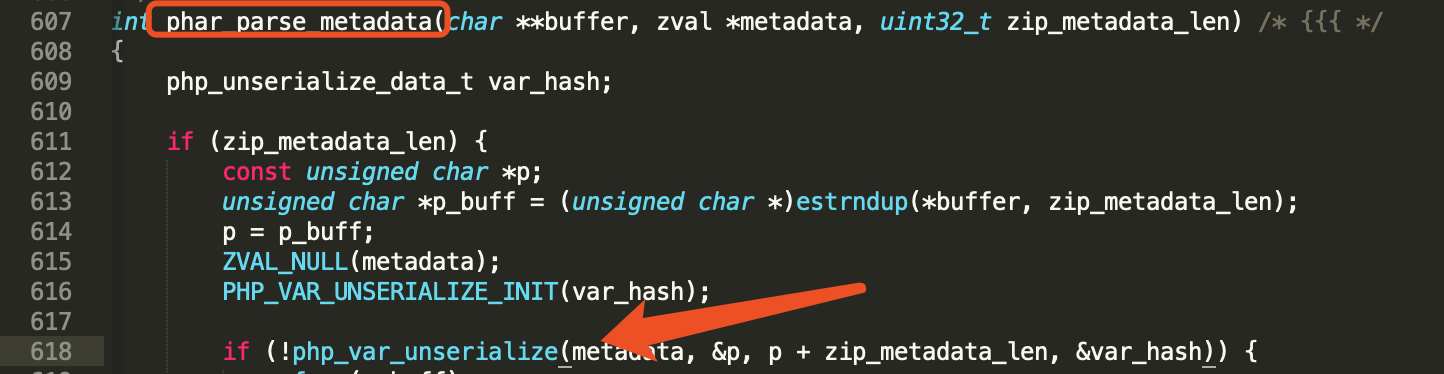 607 int phar_parse_metadata(char **buffer, zval *metadata, uint32_t zip_metadata_len) /* {{{ */
608 {
609 php_unserialize_data_t var_hash;
610
611 if (zip_metadata_len) {
612 const unsigned char *p;
613 unsigned char *p_buff = (unsigned char *)estrndup(*buffer, zip_metadata_len);
614 p = p_buff;
615 ZVAL_NULL(metadata);
616 PHP_VAR_UNSERIALIZE_INIT(var_hash);
617
618 if (!php_var_unserialize(metadata, &p, p + zip_metadata_len, &var_hash)) {